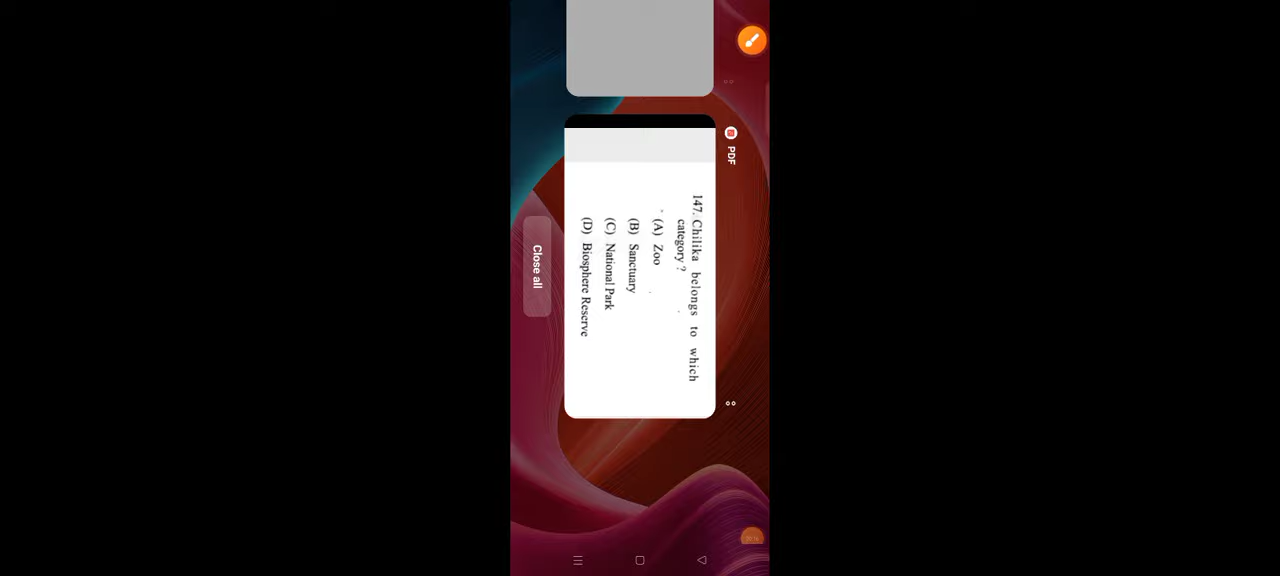 PDF
147. Chilika belongs to which
category ?
(A) Zoo
(B) Sanctuary
(C) National Park
(D) Biosphere Reserve
Close all